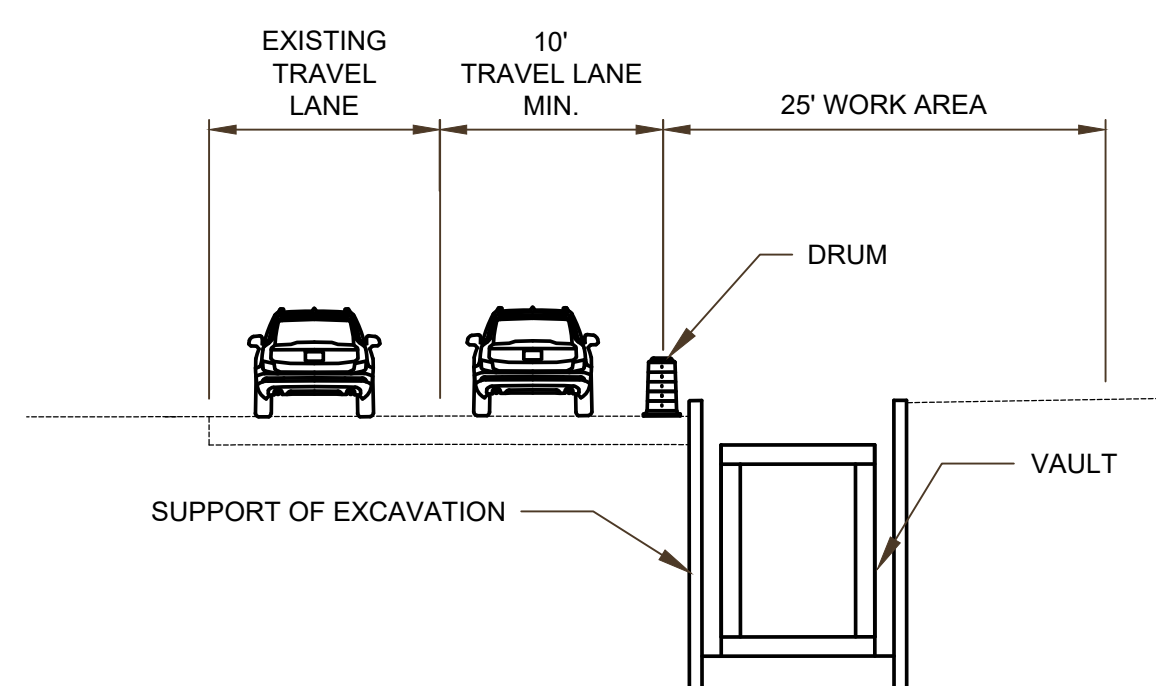 EXISTING
TRAVEL
LANE
10'
TRAVEL LANE
MIN.
25' WORK AREA
DRUM
VAULT
SUPPORT OF EXCAVATION